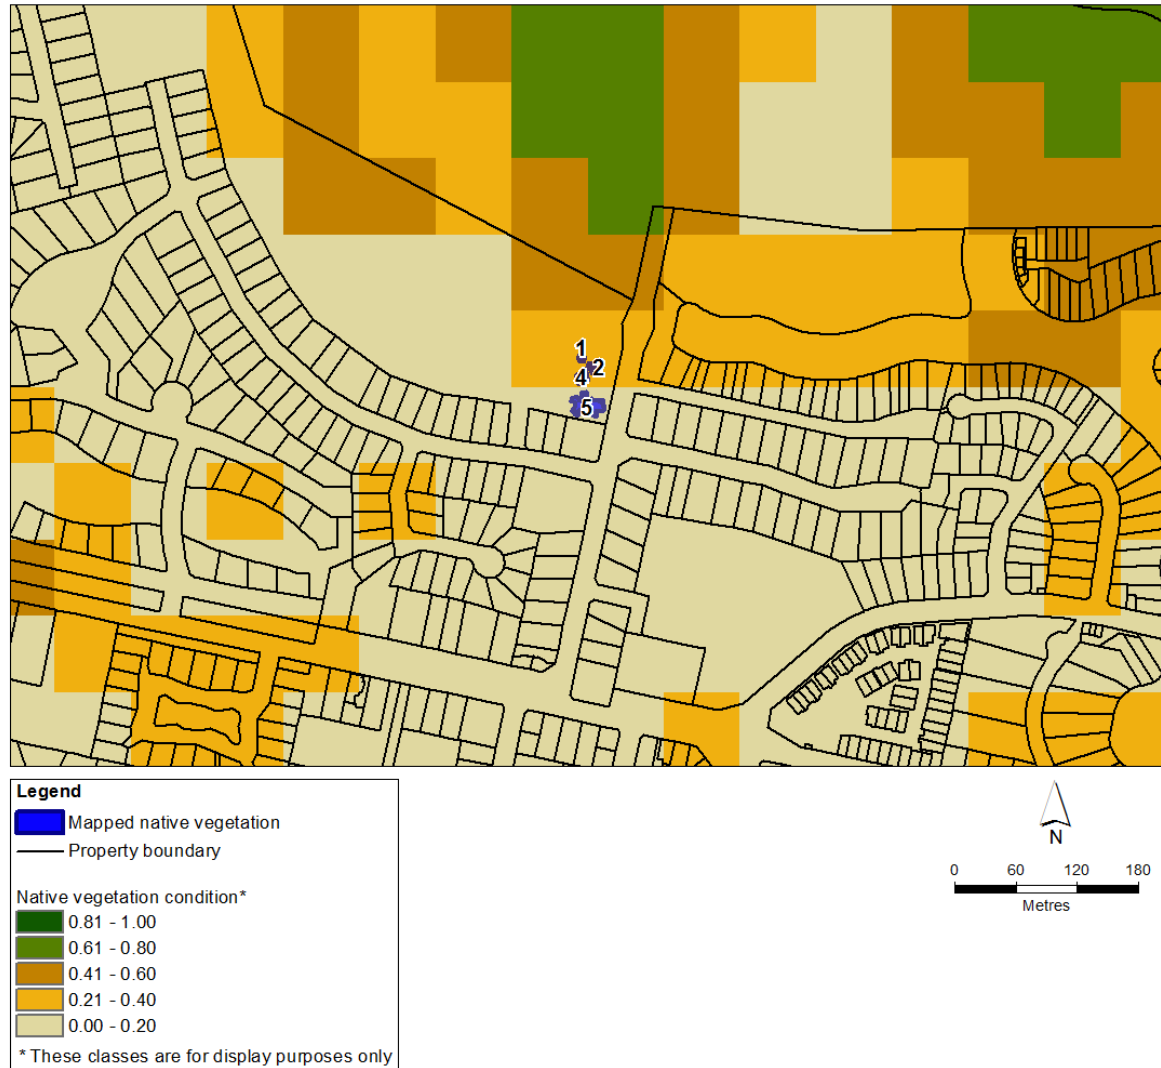 1
2
4
5
Legend
Mapped native vegetation
Property boundary
Native vegetation condition*
0.81 - 1.00
0.61 - 0.80
0.41 - 0.60
0.21 - 0.40
0.00 - 0.20
* These classes are for display purposes only
N
0 60 120 180
Metres